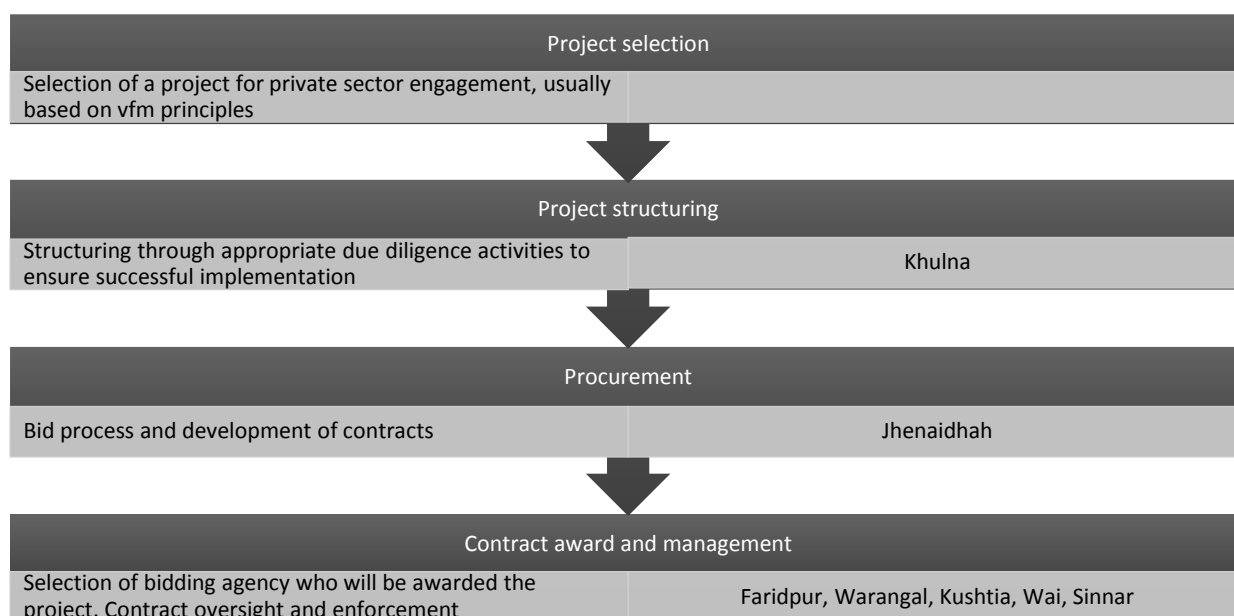 Project selection
Selection of a project for private sector engagement, usually
based on vfm principles
Project structuring
Structuring through appropriate due diligence activities to
ensure successful implementation
Khulna
Procurement
Bid process and development of contracts
Jhenaidhah
Contract award and management
Selection of bidding agency who will be awarded the
project. Contract oversight and enforcement
Faridpur, Warangal, Kushtia, Wai, Sinnar